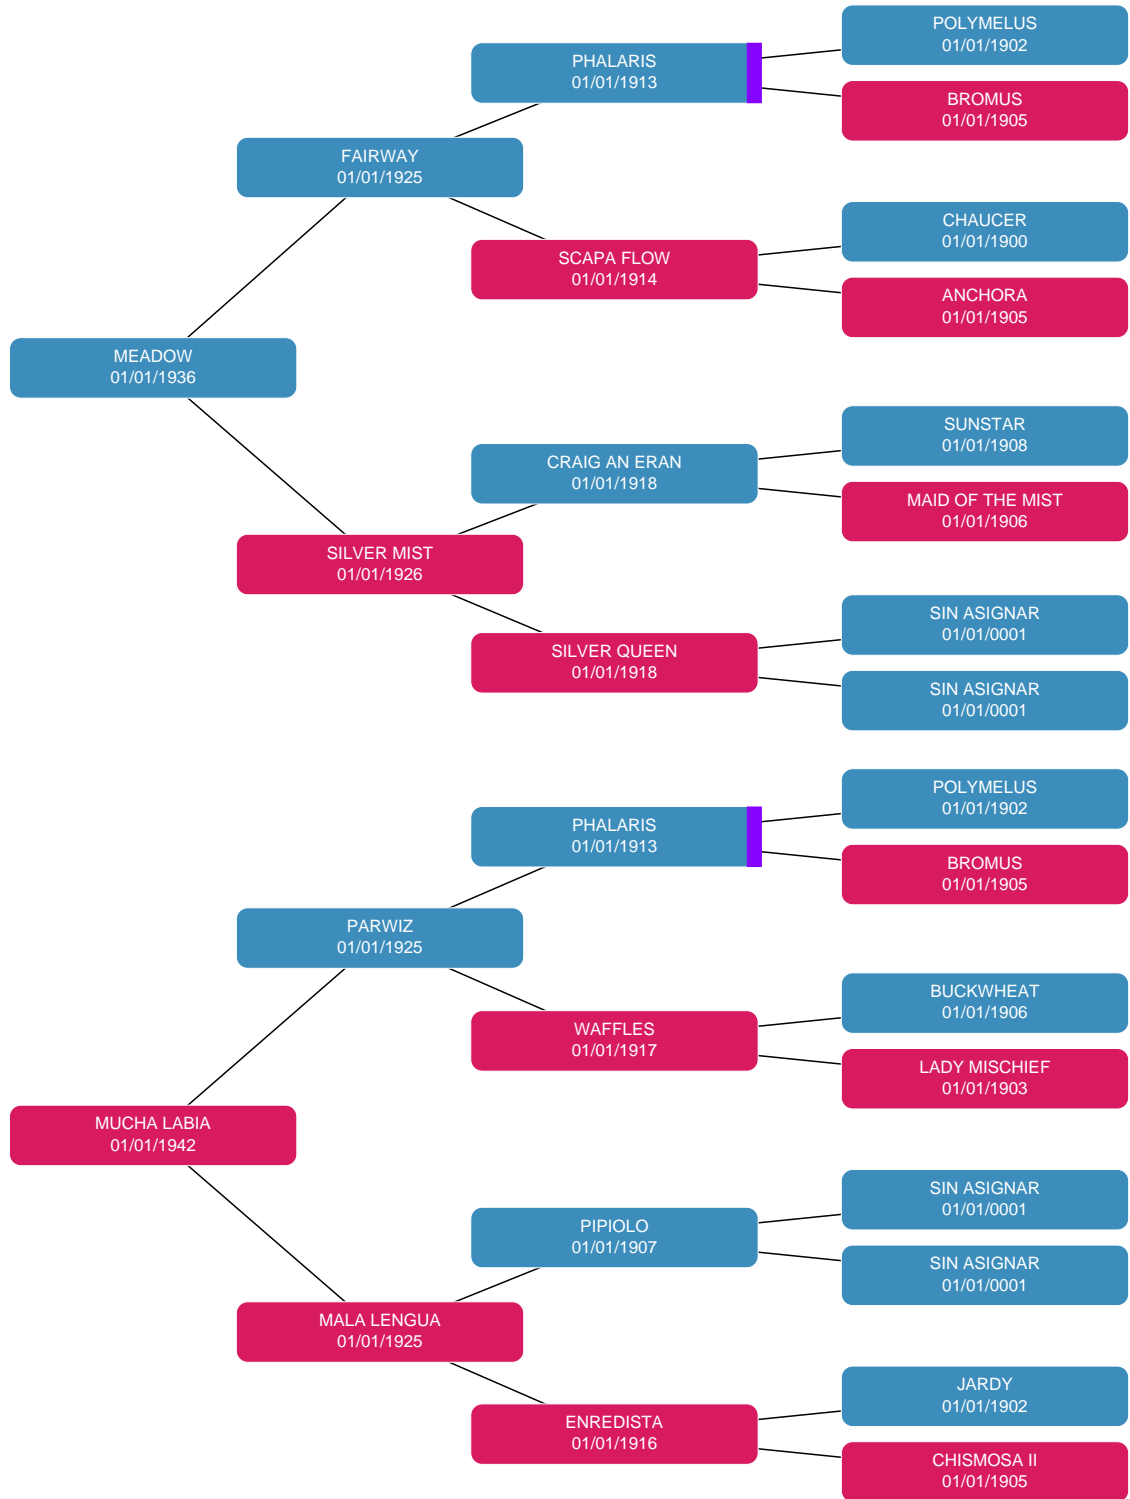 POLYMELUS
01/01/1902
PHALARIS
01/01/1913
BROMUS
01/01/1905
FAIRWAY
01/01/1925
CHAUCER
01/01/1900
SCAPA FLOW
01/01/1914
ANCHORA
01/01/1905
MEADOW
01/01/1936
SUNSTAR
01/01/1908
CRAIG AN ERAN
01/01/1918
MAID OF THE MIST
01/01/1906
SILVER MIST
01/01/1926
SIN ASIGNAR
01/01/0001
SILVER QUEEN
01/01/1918
SIN ASIGNAR
01/01/0001
POLYMELUS
01/01/1902
PHALARIS
01/01/1913
BROMUS
01/01/1905
PARWIZ
01/01/1925
BUCKWHEAT
01/01/1906
WAFFLES
01/01/1917
LADY MISCHIEF
01/01/1903
MUCHA LABIA
01/01/1942
SIN ASIGNAR
01/01/0001
PIPIOLO
01/01/1907
SIN ASIGNAR
01/01/0001
MALA LENGUA
01/01/1925
JARDY
01/01/1902
ENREDISTA
01/01/1916
CHISMOSA II
01/01/1905